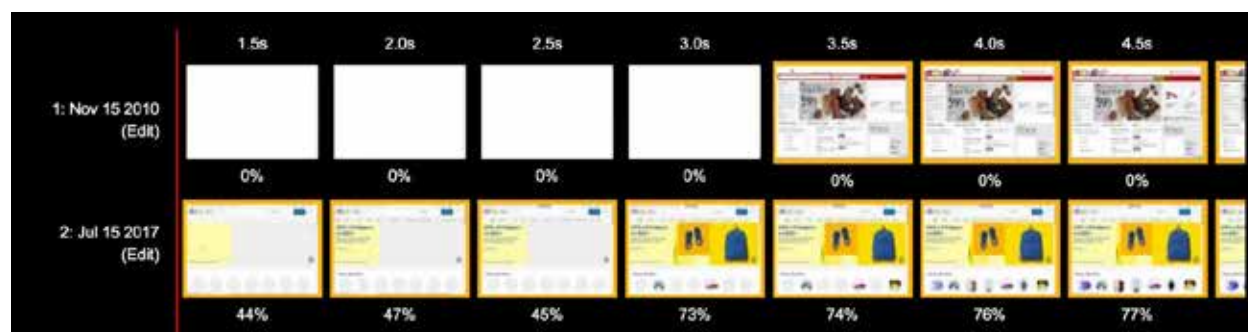 1.5s 2.0s 2.5s 3.0s 3.5s 4.0s 4.5s
1: Nov 15 2010
(Edit)
0% 0% 0% 0% 0% 0% 0%
2: Jul 15 2017
(Edit)
44% 47% 45% 73% 74% 76% 77%